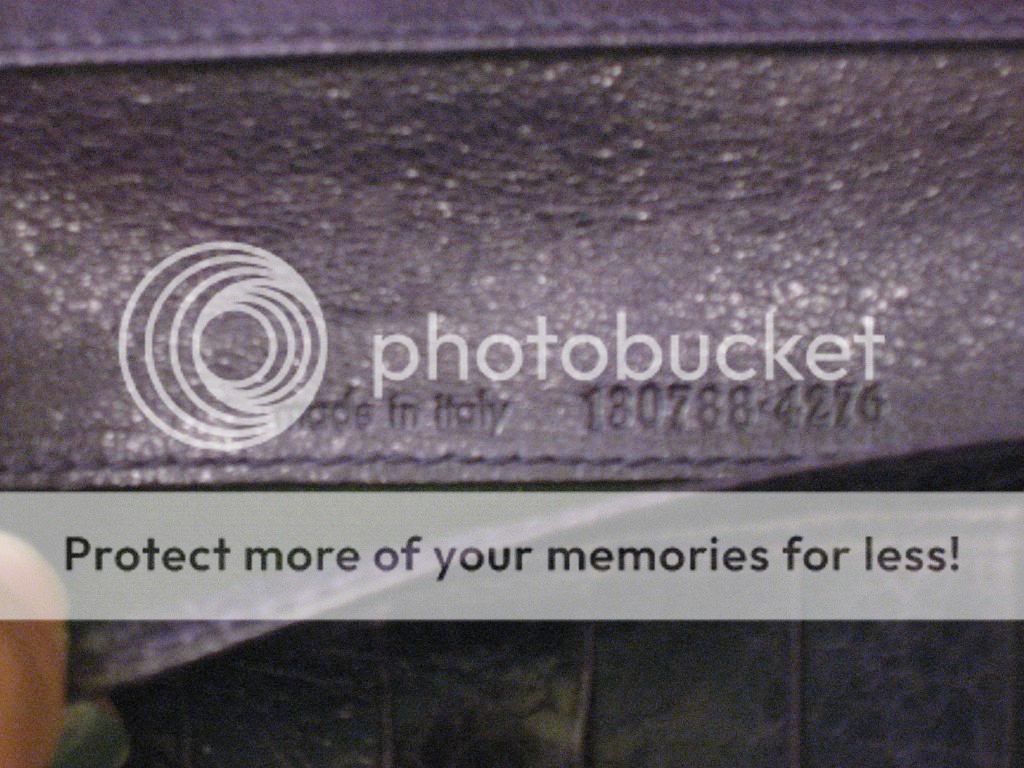 photobucket
made in italy 180788·4276
Protect more of your memories for less!